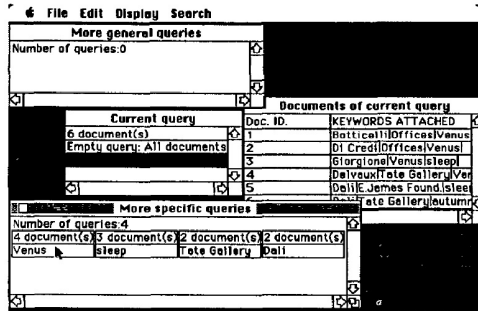 File Edit Display Search
More general queries
Number of queries:0
Current query
6 document(s)
Empty query: All documents
Documents of current query
Doc. ID. KEYWORDS ATTACHED
1 Botticelli|Offices|Venus
2 Di Credi|Offices|Venus|
3 Giorgione|Venus|sleep|
4 Delvaux|Tate Gallery|Ven
5 Dali|E.James Found.|sleep
Dali|Tate Gallery|autumn
More specific queries
Number of queries:4
4 document(s) 3 document(s) 2 document(s) 2 document(s)
Venus sleep Tate Gallery Dali
a